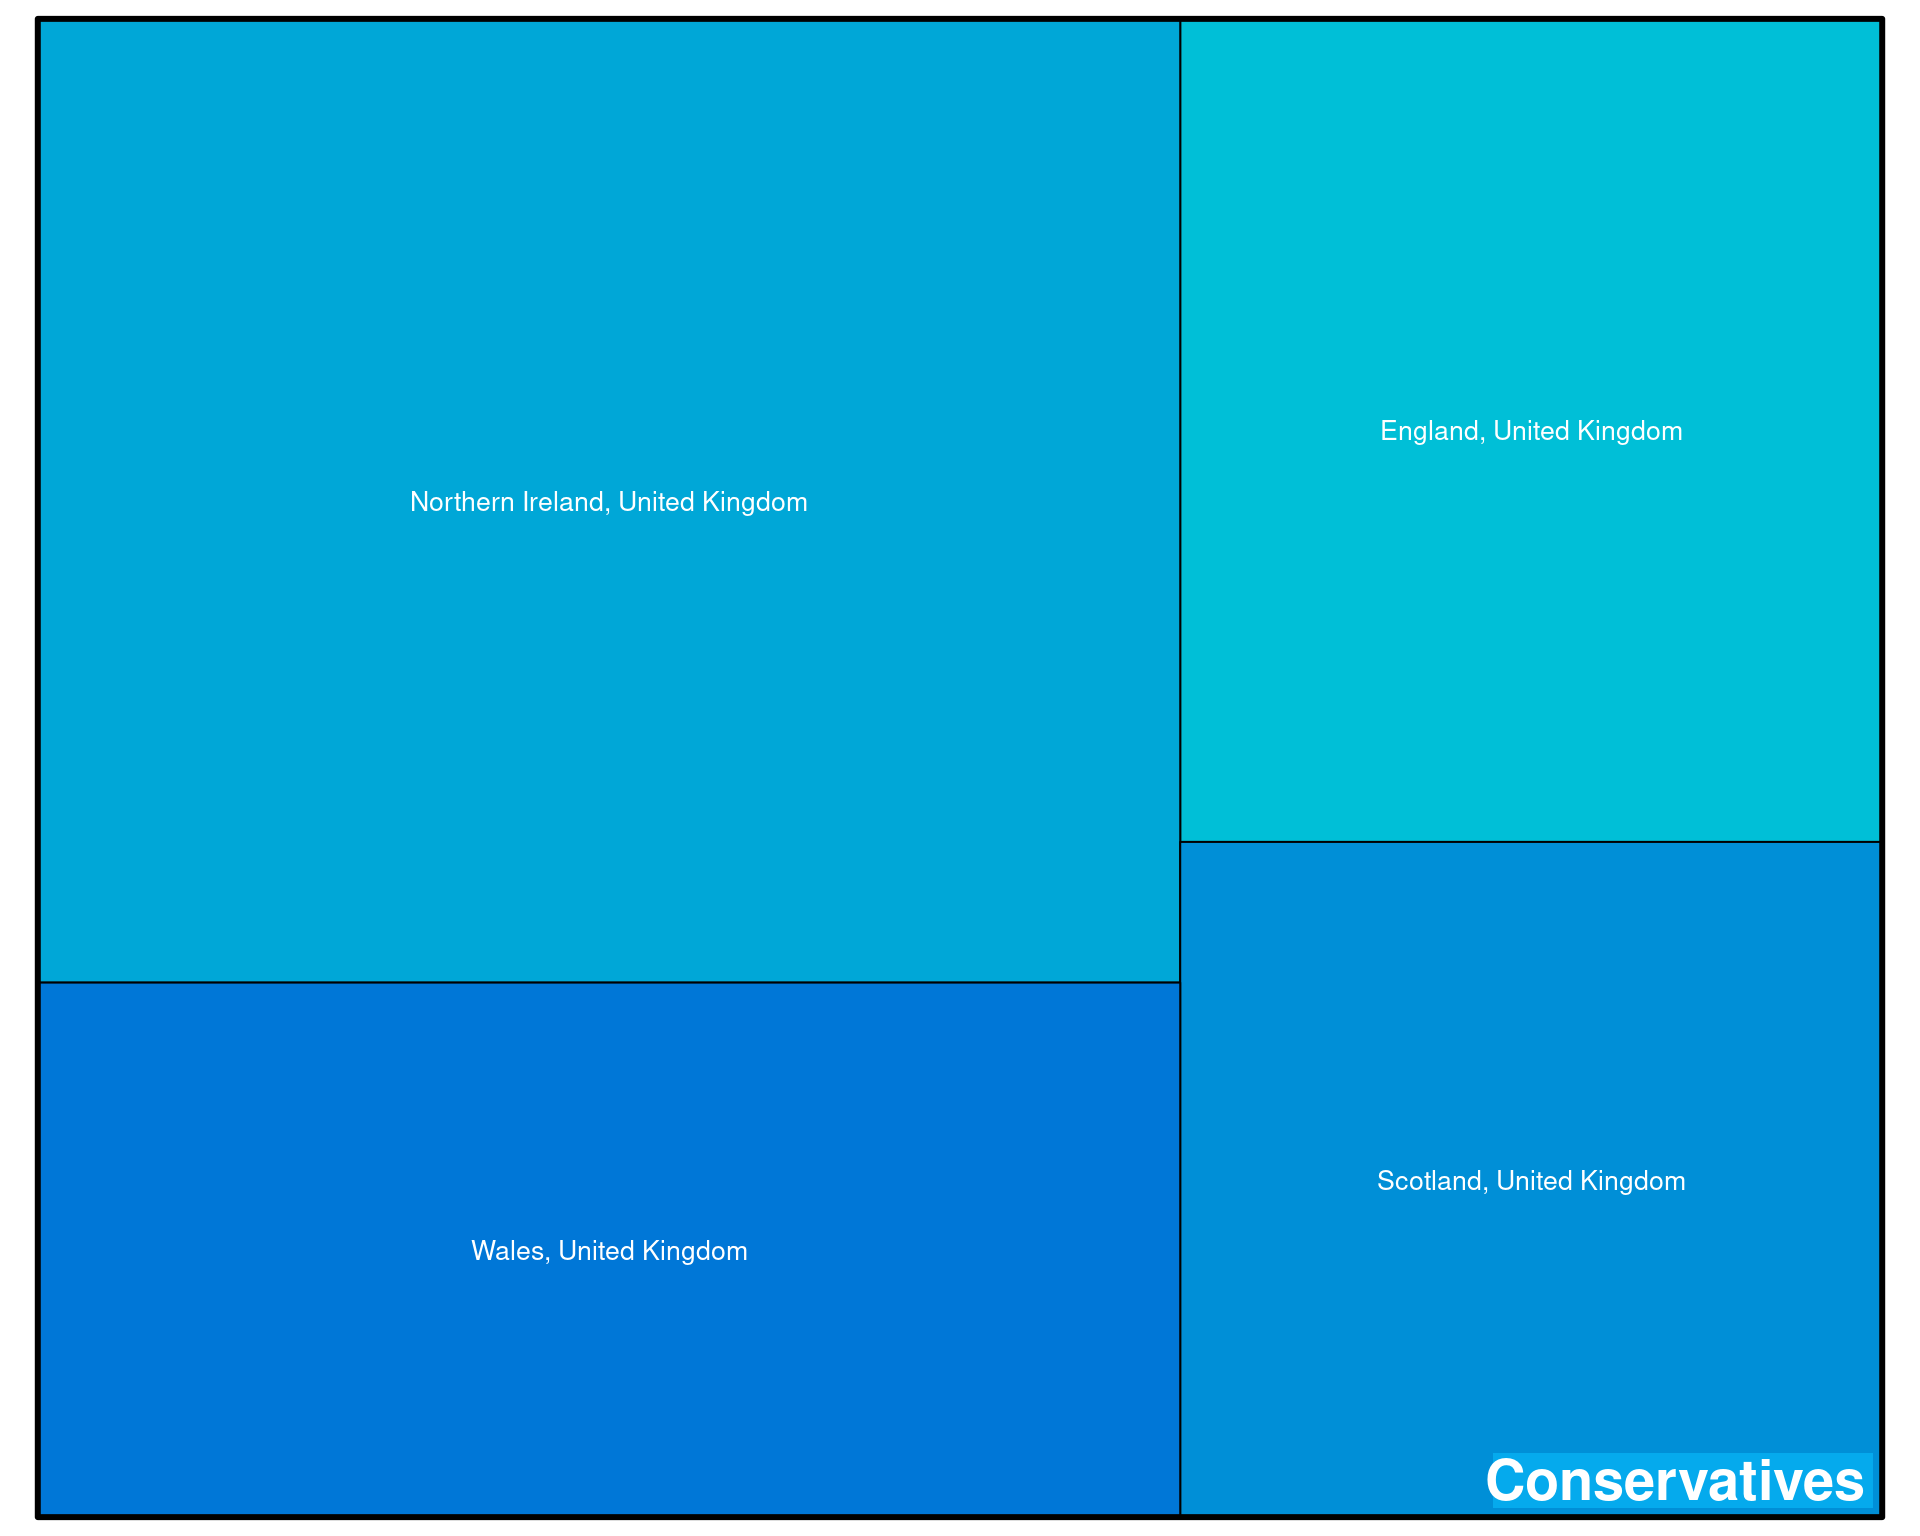 England, United Kingdom
Northern Ireland, United Kingdom
Scotland, United Kingdom
Wales, United Kingdom
Conservatives